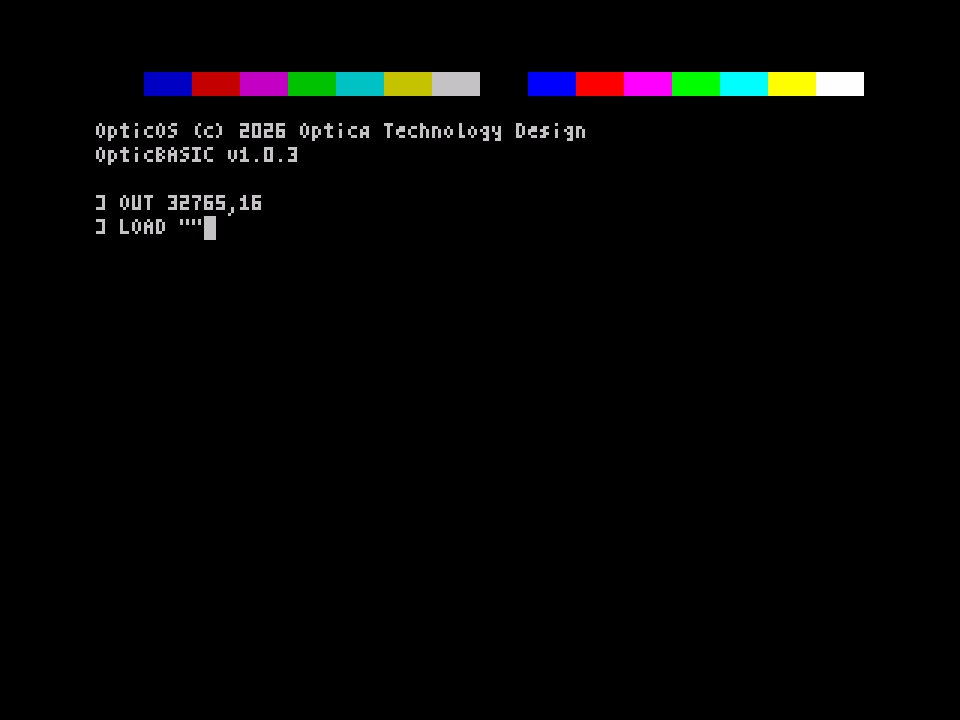 OpticOS (c) 2026 Optica Technology Design
OpticBASIC v1.0.3
] OUT 32765,16
] LOAD ""